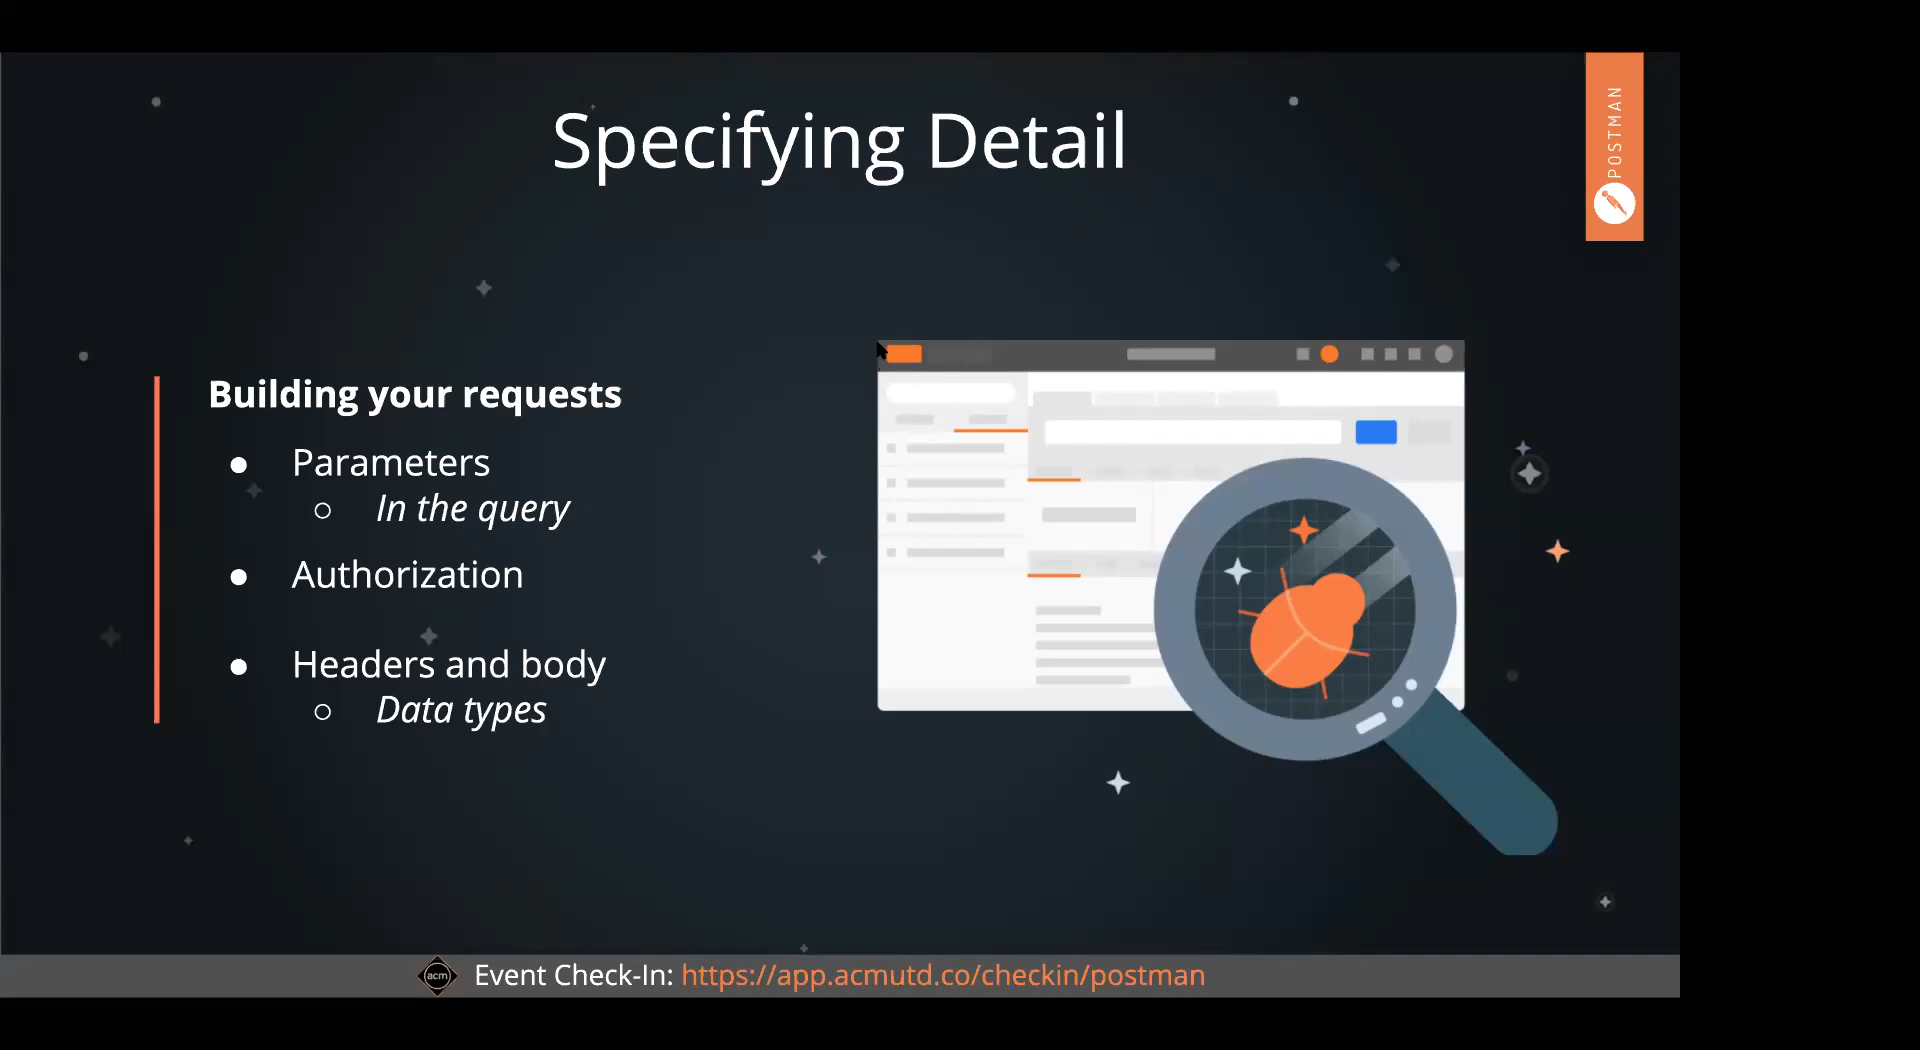 Specifying Detail
POSTMAN
Building your requests
● Parameters
○ In the query
● Authorization
● Headers and body
○ Data types
acm Event Check-In: https://app.acmutd.co/checkin/postman